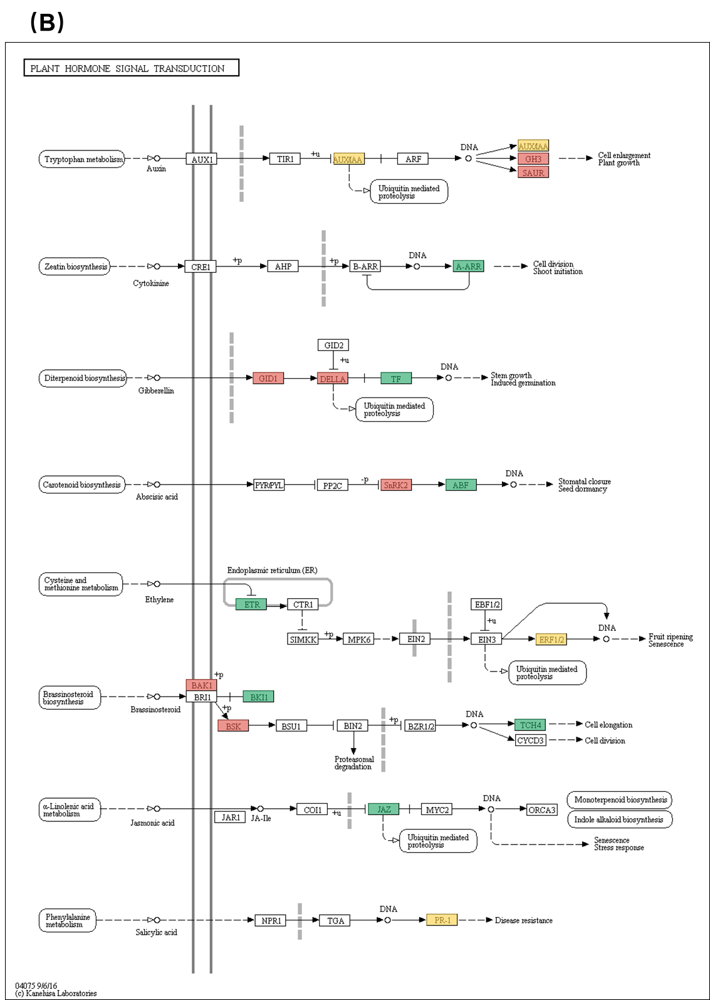 (B)
PLANT HORMONE SIGNAL TRANSDUCTION
Tryptophan metabolism
Auxin
AUX1
TIR1
+u
AUX/IAA
ARF
DNA
AUX/IAA
GH3
SAUR
Cell enlargement
Plant growth
Ubiquitin mediated
proteolysis
Zeatin biosynthesis
Cytokinine
CRE1
+p
AHP
+p
B-ARR
DNA
A-ARR
Cell division
Shoot initiation
Diterpenoid biosynthesis
Gibberellin
GID1
GID2
+u
DELLA
TF
DNA
Stem growth
Induced germination
Ubiquitin mediated
proteolysis
Carotenoid biosynthesis
Abscisic acid
PYR/PYL
PP2C
-p
SnRK2
ABF
DNA
Stomatal closure
Seed dormancy
Cysteine and
methionine metabolism
Ethylene
Endoplasmic reticulum (ER)
ETR
CTR1
SIMKK
+p
MPK6
EIN2
EBF1/2
+u
EIN3
ERF1/2
DNA
Fruit ripening
Senescence
Ubiquitin mediated
proteolysis
Brassinosteroid
biosynthesis
Brassinosteroid
BAK1
+p
BRI1
BKI1
+p
BSK
BSU1
BIN2
+p
BZR1/2
DNA
TCH4
Cell elongation
CYCD3
Cell division
Proteasomal
degradation
α-Linolenic acid
metabolism
Jasmonic acid
JAR1
JA-Ile
COI1
+u
JAZ
MYC2
DNA
ORCA3
Monoterpenoid biosynthesis
Indole alkaloid biosynthesis
Ubiquitin mediated
proteolysis
Senescence
Stress response
Phenylalanine
metabolism
Salicylic acid
NPR1
TGA
DNA
PR-1
Disease resistance
04075 9/6/16
(c) Kanehisa Laboratories